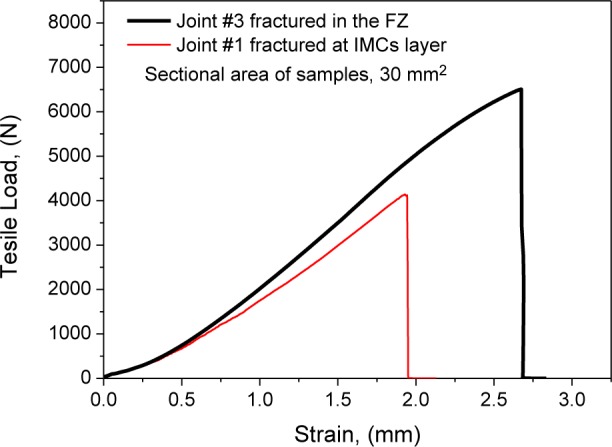 Joint #3 fractured in the FZ
Joint #1 fractured at IMCs layer
Sectional area of samples, 30 mm2
Tesile Load, (N)
8000
7000
6000
5000
4000
3000
2000
1000
0
0.0 0.5 1.0 1.5 2.0 2.5 3.0
Strain, (mm)